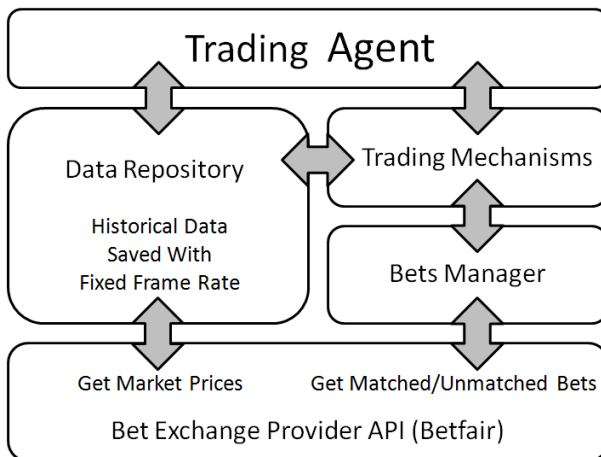 Trading Agent
Data Repository
Historical Data
Saved With
Fixed Frame Rate
Trading Mechanisms
Bets Manager
Get Market Prices
Get Matched/Unmatched Bets
Bet Exchange Provider API (Betfair)